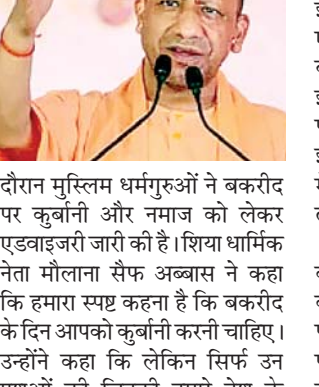 दौरान मुस्लिम धर्मगुरुओं ने बकरीद
पर कुर्बानी और नमाज को लेकर
एडवाइजरी जारी की है। शिया धार्मिक
नेता मौलाना सैफ अब्बास ने कहा
कि हमारा स्पष्ट कहना है कि बकरीद
के दिन आपको कुर्बानी करनी चाहिए।
उन्होंने कहा कि लेकिन सिर्फ उन